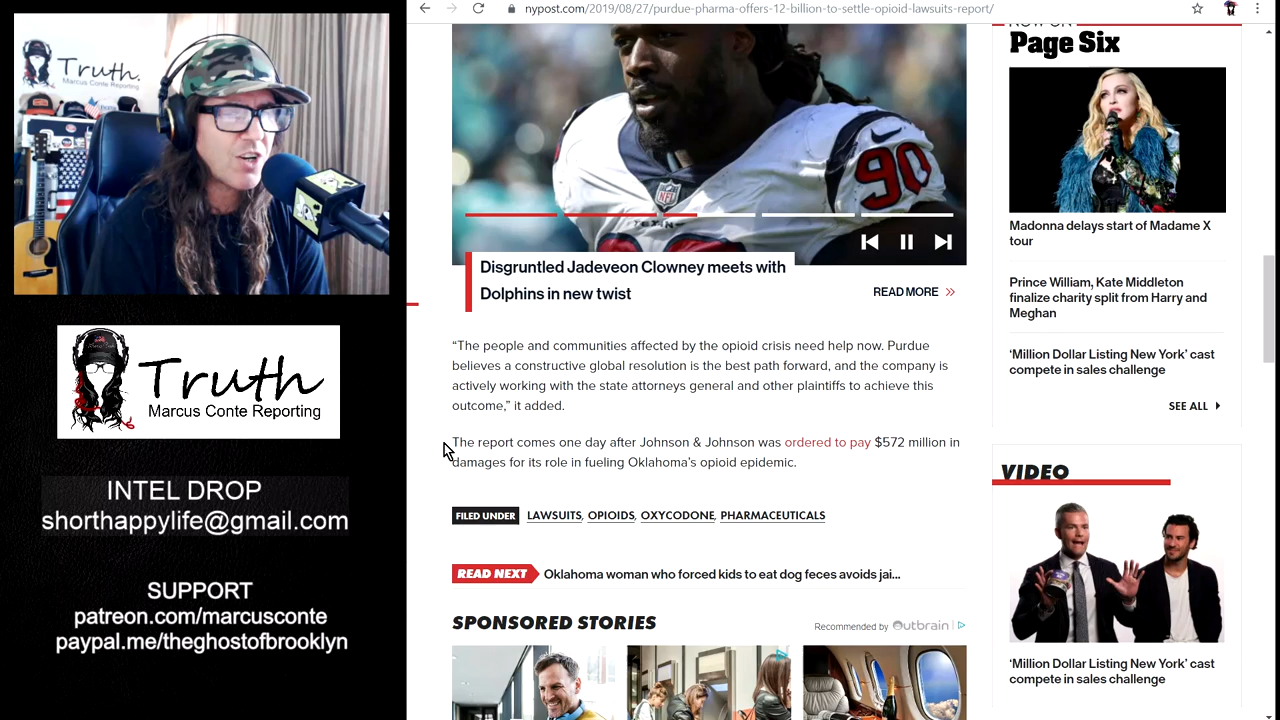 Truth.
Marcus Conte Reporting
Truth
Marcus Conte Reporting
INTEL DROP
shorthappylife@gmail.com
SUPPORT
patreon.com/marcusconte
paypal.me/theghostofbrooklyn
nypost.com/2019/08/27/purdue-pharma-offers-12-billion-to-settle-opioid-lawsuits-report/
90
NFL
Disgruntled Jadeveon Clowney meets with
Dolphins in new twist
READ MORE
“The people and communities affected by the opioid crisis need help now. Purdue
believes a constructive global resolution is the best path forward, and the company is
actively working with the state attorneys general and other plaintiffs to achieve this
outcome,” it added.
The report comes one day after Johnson & Johnson was ordered to pay $572 million in
damages for its role in fueling Oklahoma’s opioid epidemic.
FILED UNDER LAWSUITS, OPIOIDS, OXYCODONE, PHARMACEUTICALS
READ NEXT Oklahoma woman who forced kids to eat dog feces avoids jai...
SPONSORED STORIES
Recommended by Outbrain
NOW ON
Page Six
Madonna delays start of Madame X
tour
Prince William, Kate Middleton
finalize charity split from Harry and
Meghan
‘Million Dollar Listing New York’ cast
compete in sales challenge
SEE ALL
VIDEO
‘Million Dollar Listing New York’ cast
compete in sales challenge